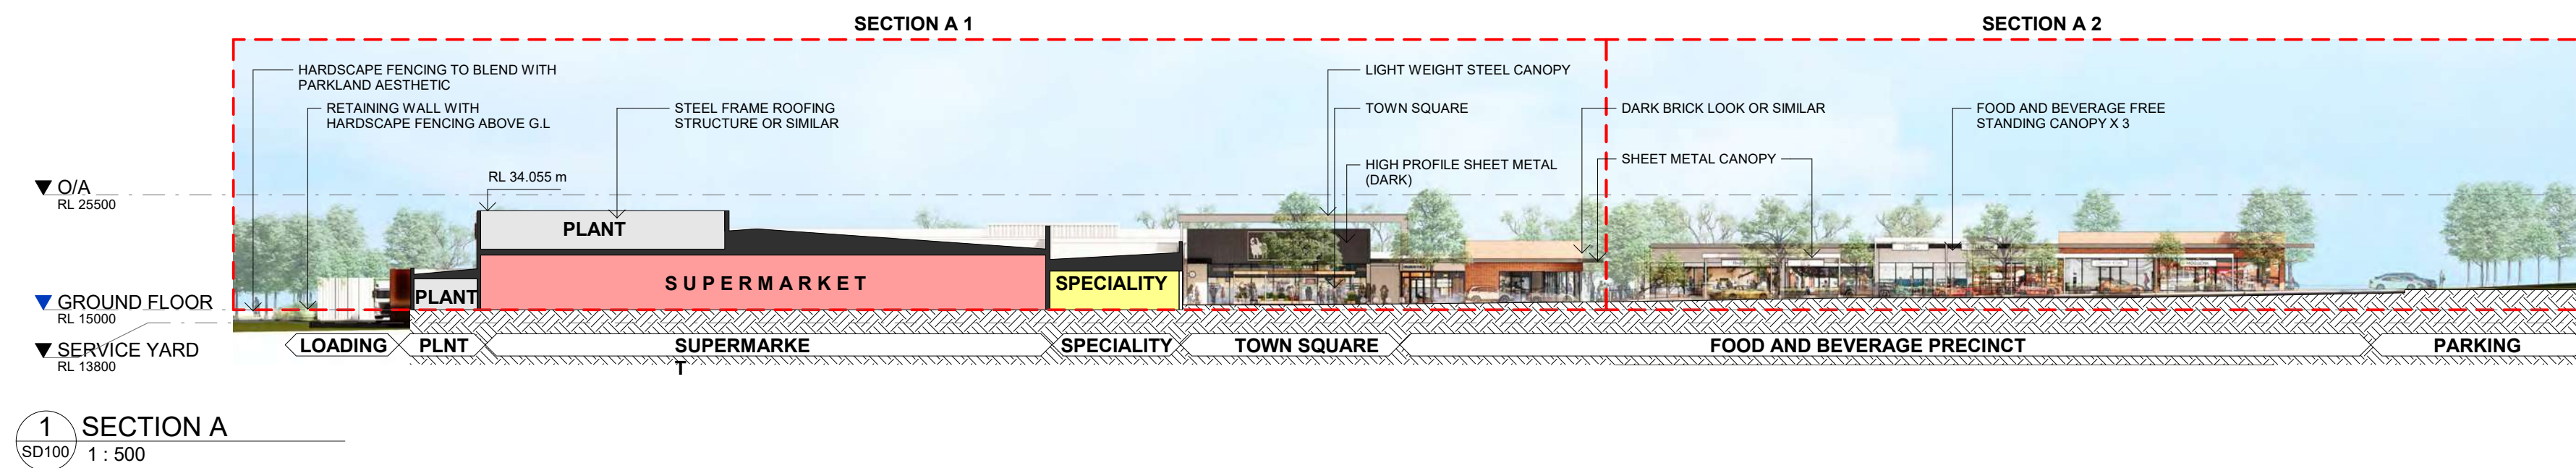 SECTION A 1
SECTION A 2
HARDSCAPE FENCING TO BLEND WITH
PARKLAND AESTHETIC
RETAINING WALL WITH
HARDSCAPE FENCING ABOVE G.L
STEEL FRAME ROOFING
STRUCTURE OR SIMILAR
LIGHT WEIGHT STEEL CANOPY
TOWN SQUARE
HIGH PROFILE SHEET METAL
(DARK)
DARK BRICK LOOK OR SIMILAR
SHEET METAL CANOPY
FOOD AND BEVERAGE FREE
STANDING CANOPY X 3
RL 34.055 m
O/A
RL 25500
GROUND FLOOR
RL 15000
SERVICE YARD
RL 13800
PLANT
PLANT
SUPERMARKET
SPECIALITY
LOADING
PLNT
SUPERMARKE
T
SPECIALITY
TOWN SQUARE
FOOD AND BEVERAGE PRECINCT
PARKING
1
SD100
SECTION A
1 : 500